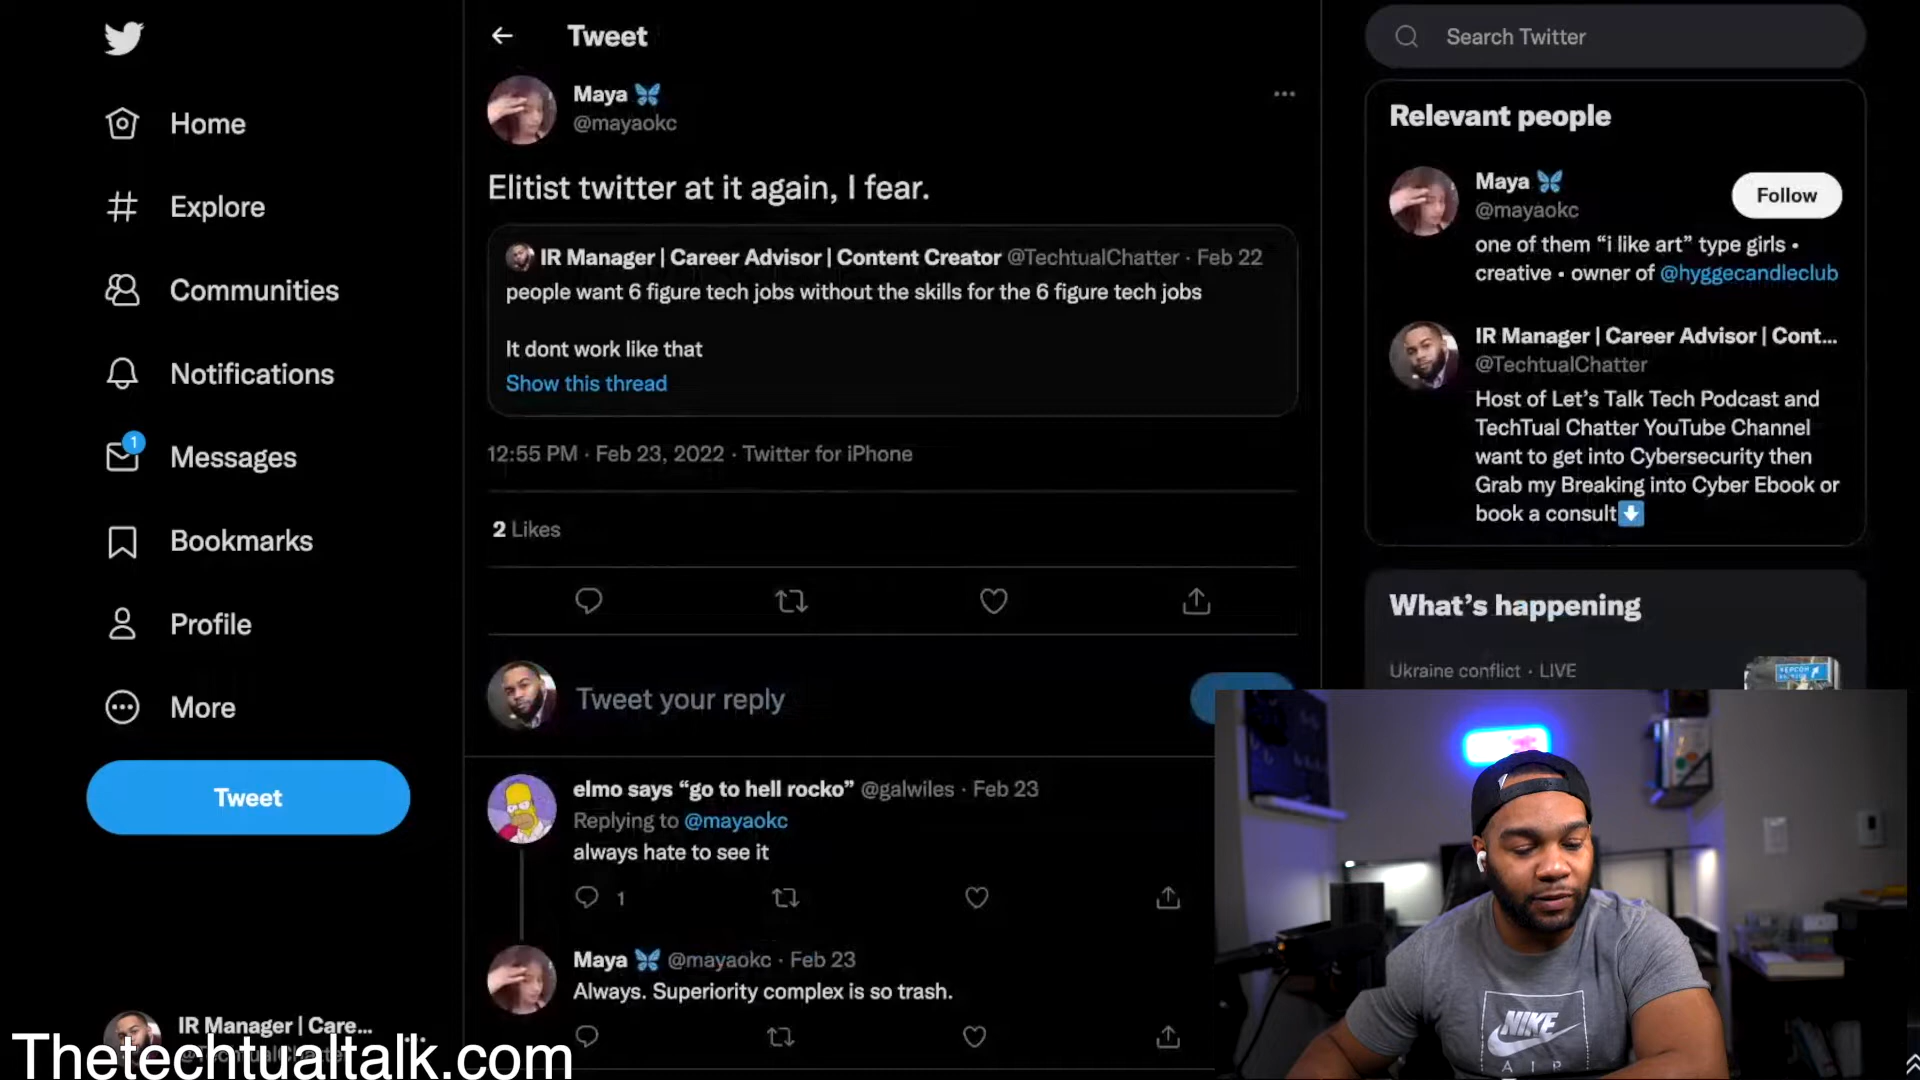 Home
Explore
Communities
Notifications
1
Messages
Bookmarks
Profile
More
Tweet
IR Manager | Care...
Thetechtualtalk.com
Tweet
Maya
@mayaokc
Elitist twitter at it again, I fear.
IR Manager | Career Advisor | Content Creator @TechtualChatter · Feb 22
people want 6 figure tech jobs without the skills for the 6 figure tech jobs
It dont work like that
Show this thread
12:55 PM · Feb 23, 2022 · Twitter for iPhone
2 Likes
Tweet your reply
elmo says “go to hell rocko” @galwiles · Feb 23
Replying to @mayaokc
always hate to see it
1
Maya @mayaokc · Feb 23
Always. Superiority complex is so trash.
Search Twitter
Relevant people
Maya
Follow
@mayaokc
one of them “i like art” type girls •
creative • owner of @hyggecandleclub
IR Manager | Career Advisor | Cont...
@TechtualChatter
Host of Let’s Talk Tech Podcast and
TechTual Chatter YouTube Channel
want to get into Cybersecurity then
Grab my Breaking into Cyber Ebook or
book a consult
What’s happening
Ukraine conflict · LIVE
NIKE
AIR